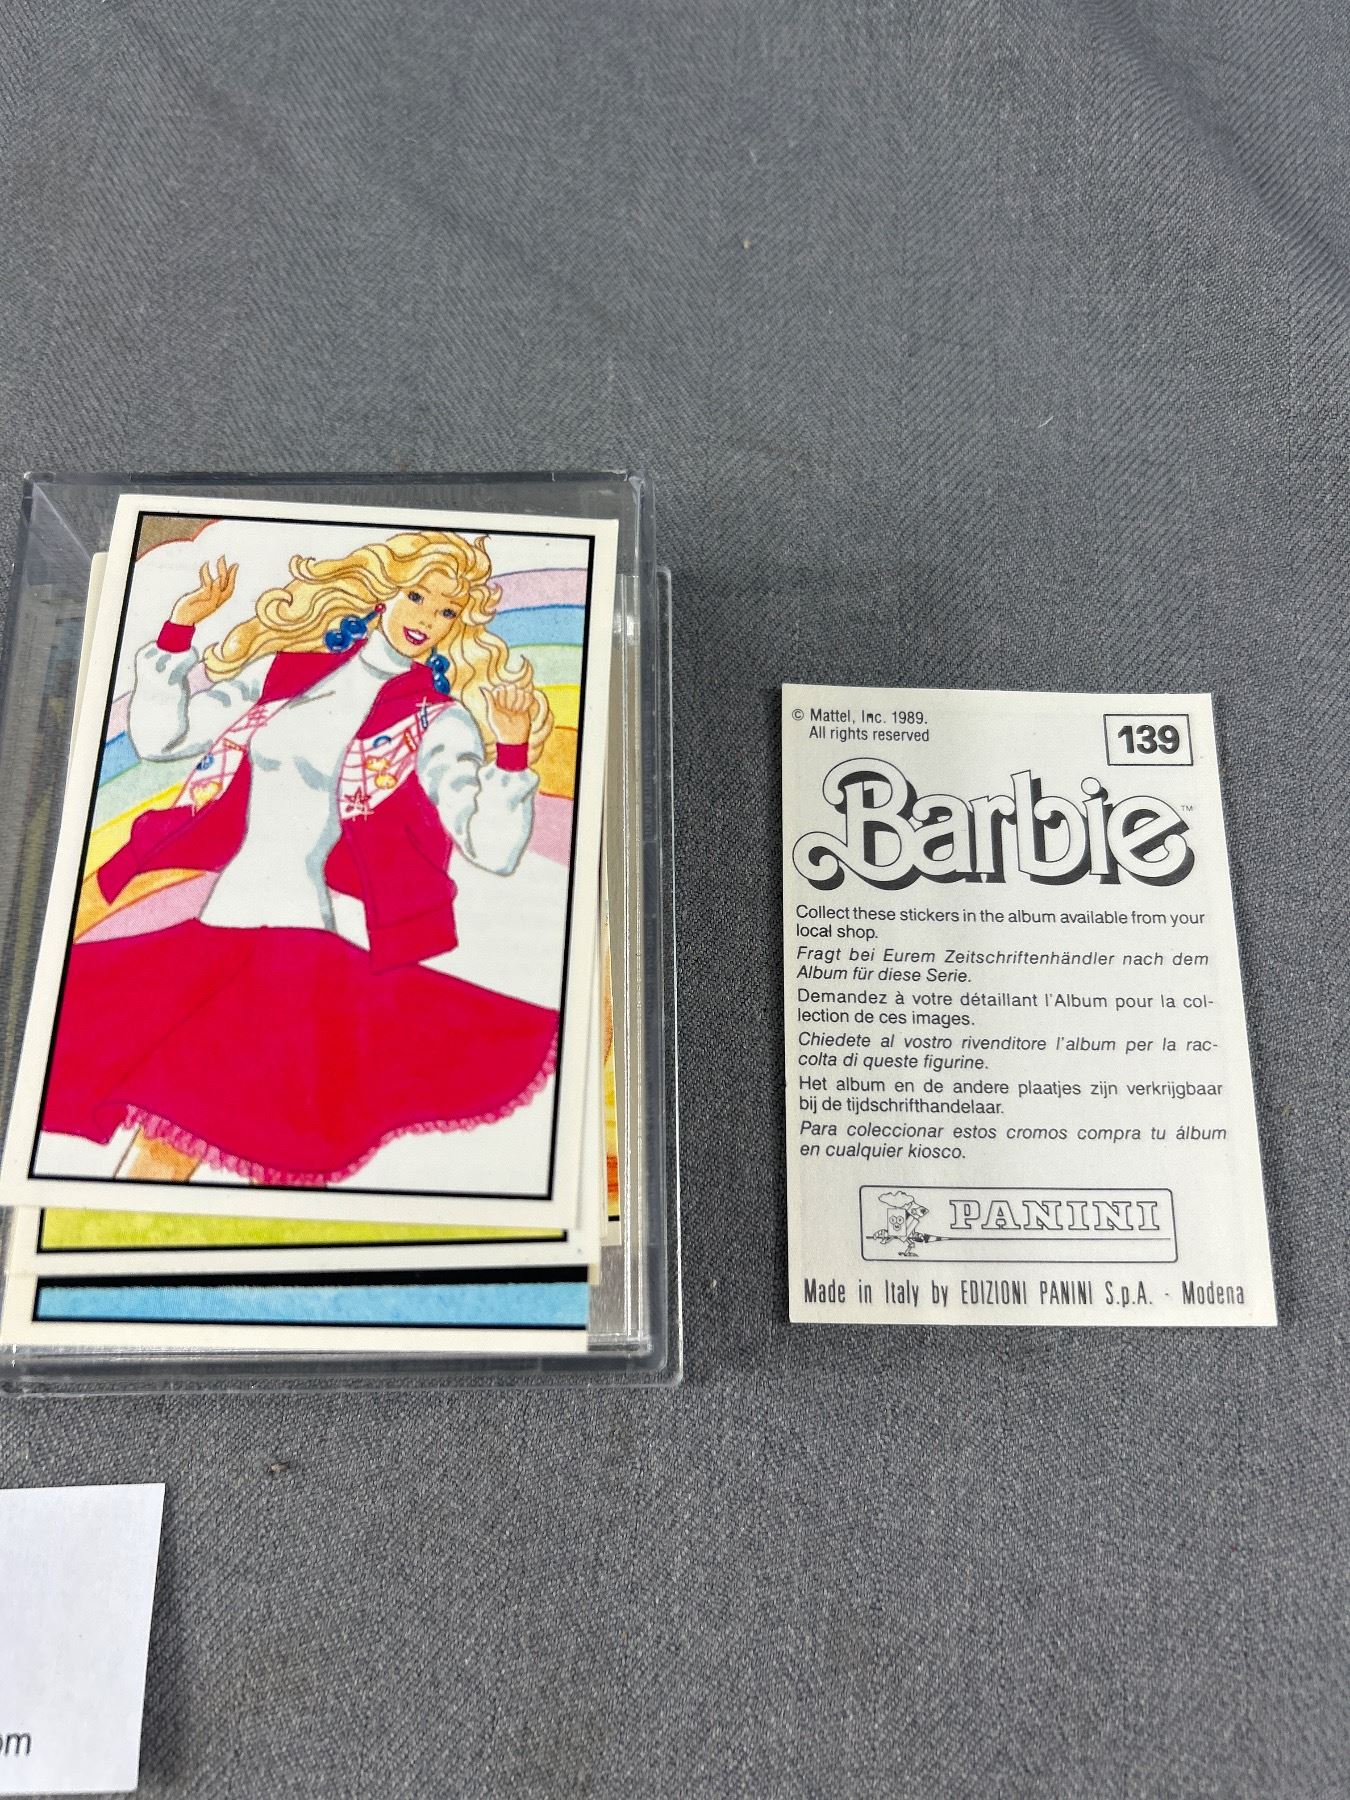 © Mattel, Inc. 1989.
All rights reserved
139
Barbie™
Collect these stickers in the album available from your
local shop.
Fragt bei Eurem Zeitschriftenhändler nach dem
Album für diese Serie.
Demandez à votre détaillant l'Album pour la col-
lection de ces images.
Chiedete al vostro rivenditore l'album per la rac-
colta di queste figurine.
Het album en de andere plaatjes zijn verkrijgbaar
bij de tijdschrifthandelaar.
Para coleccionar estos cromos compra tu álbum
en cualquier kiosco.
PANINI
Made in Italy by EDIZIONI PANINI S.p.A. - Modena